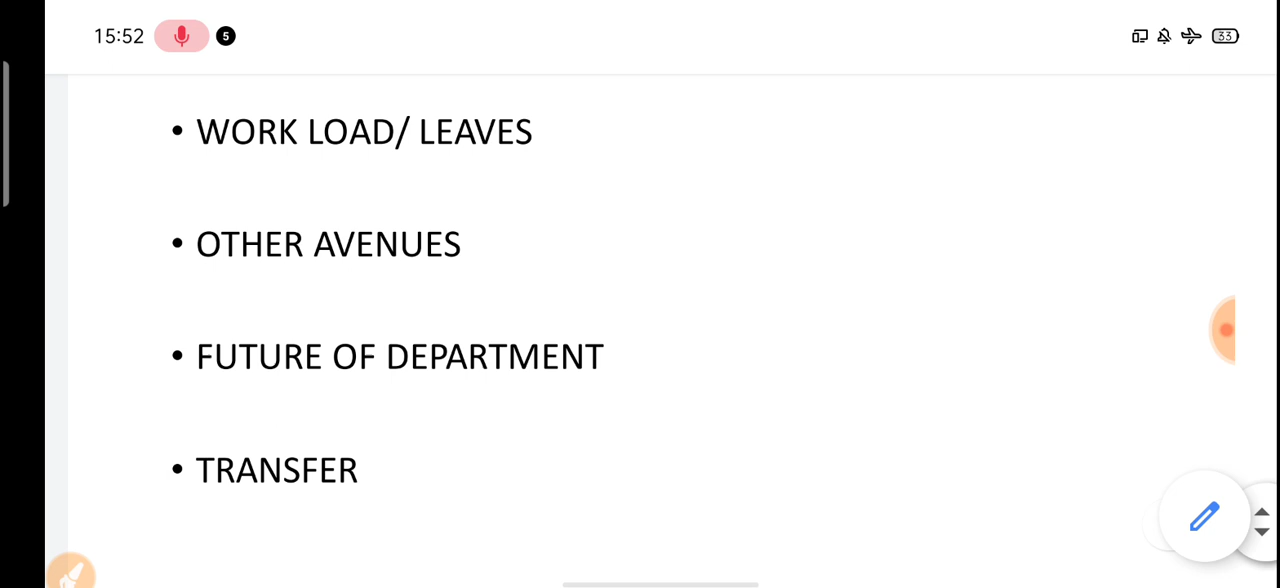 15:52 5 33
• WORK LOAD/ LEAVES
• OTHER AVENUES
• FUTURE OF DEPARTMENT
• TRANSFER